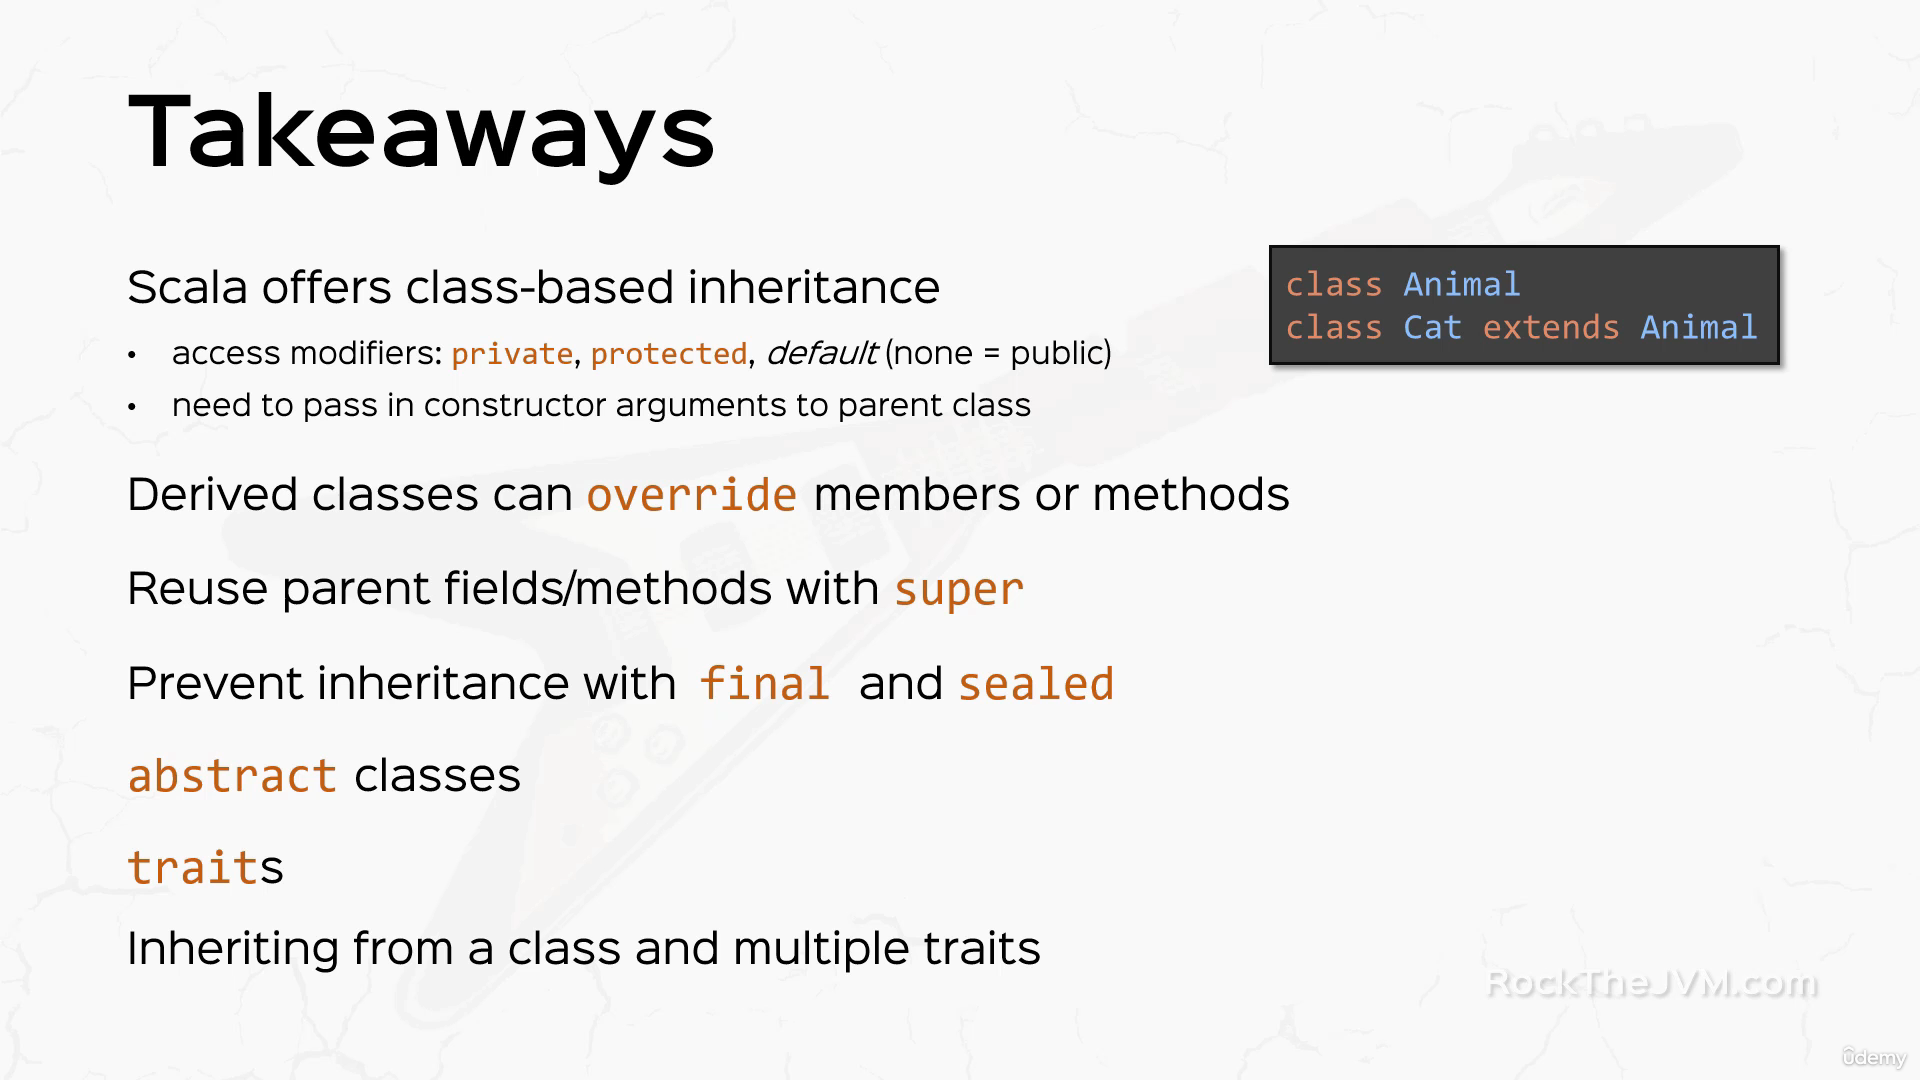 Takeaways
Scala offers class-based inheritance
• access modifiers: private, protected, default (none = public)
• need to pass in constructor arguments to parent class
class Animal
class Cat extends Animal
Derived classes can override members or methods
Reuse parent fields/methods with super
Prevent inheritance with final and sealed
abstract classes
traits
Inheriting from a class and multiple traits
RockTheJVM.com
ûdemy